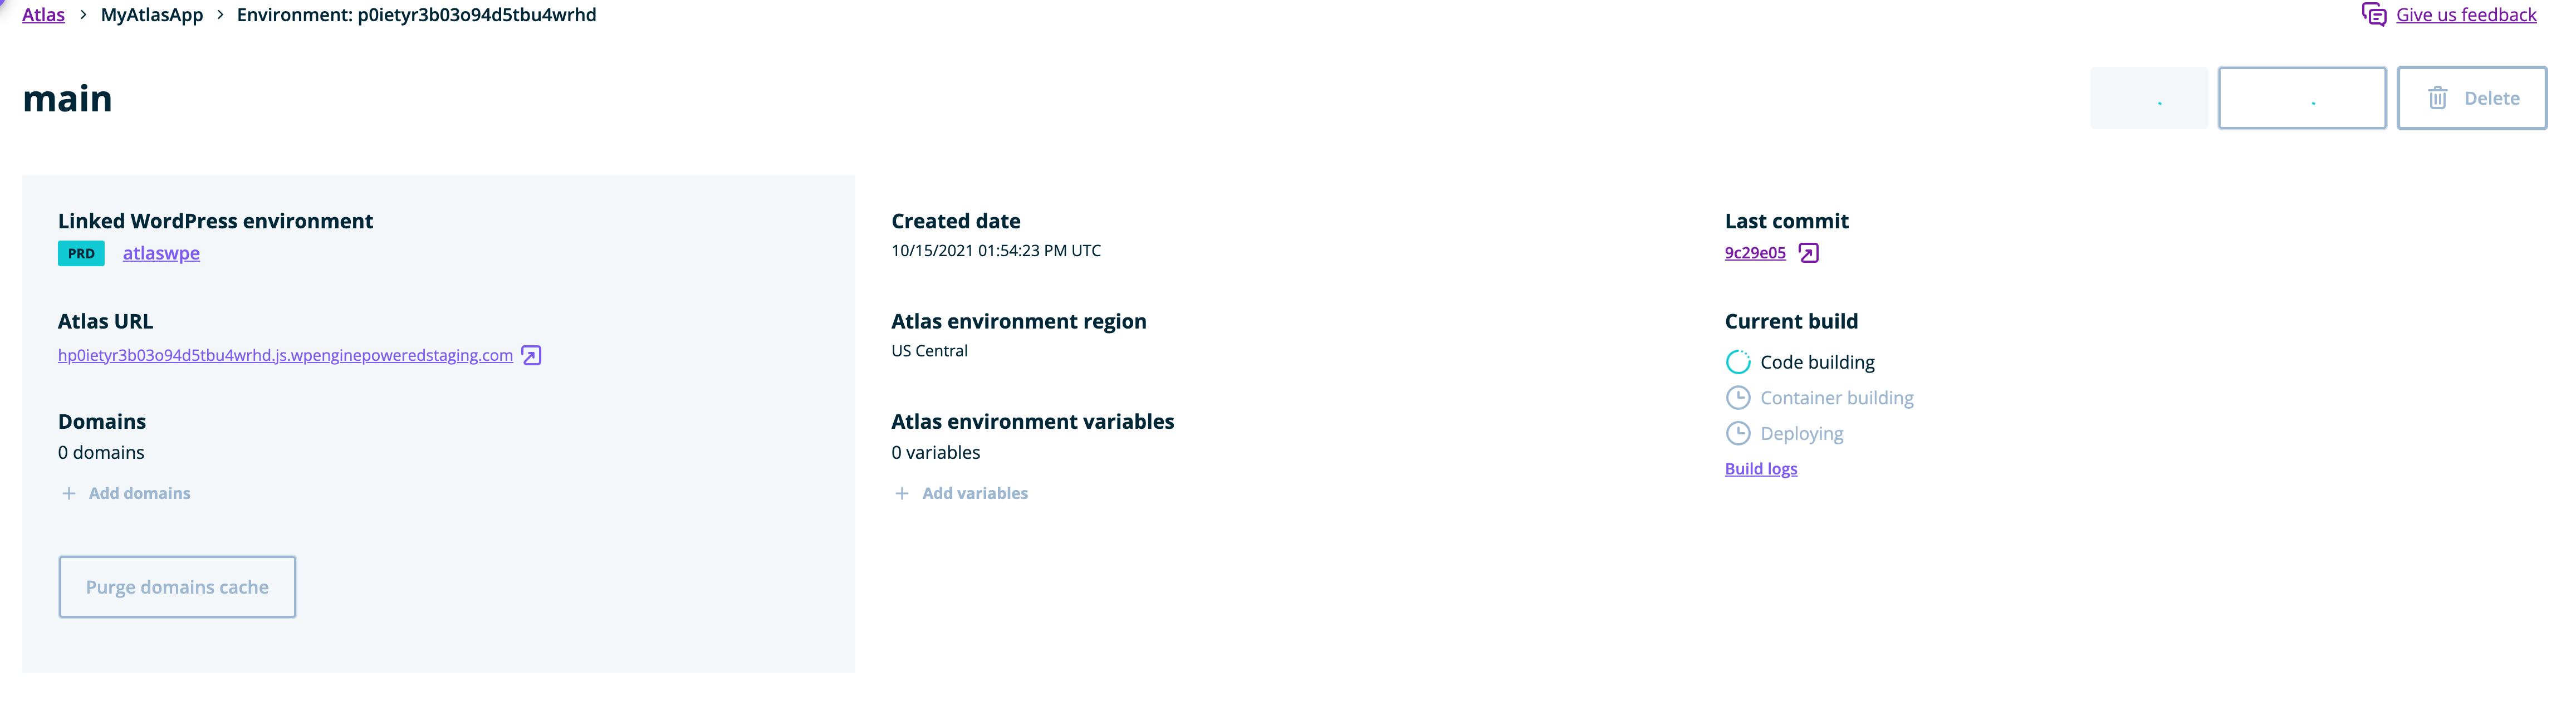 Atlas > MyAtlasApp > Environment: p0ietyr3b03o94d5tbu4wrhd
Give us feedback
main
Delete
Linked WordPress environment
PRD atlaswpe
Atlas URL
hp0ietyr3b03o94d5tbu4wrhd.js.wpenginepoweredstaging.com
Domains
0 domains
+ Add domains
Purge domains cache
Created date
10/15/2021 01:54:23 PM UTC
Atlas environment region
US Central
Atlas environment variables
0 variables
+ Add variables
Last commit
9c29e05
Current build
Code building
Container building
Deploying
Build logs